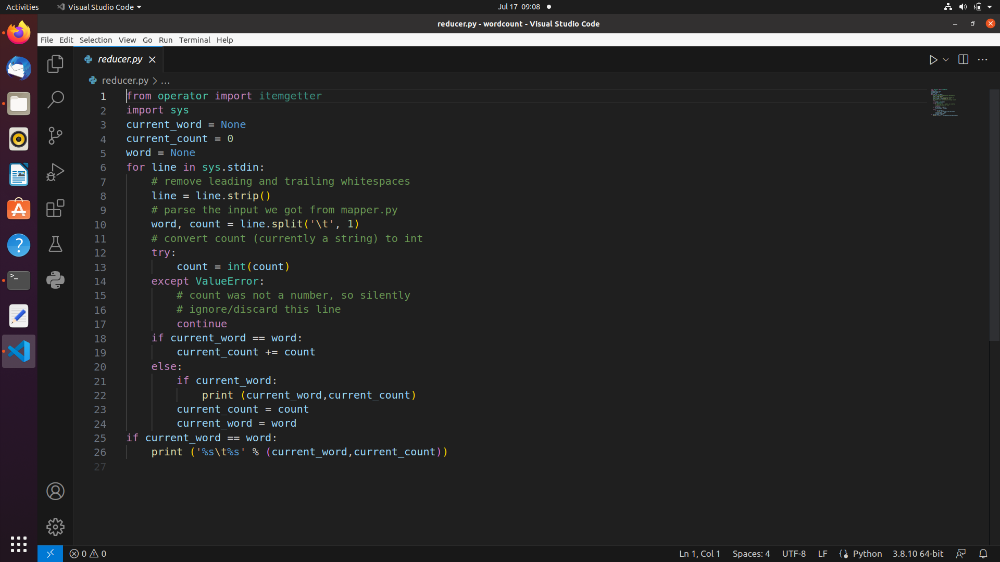 Activities
Visual Studio Code
Jul 17 09:08
reducer.py - wordcount - Visual Studio Code
File Edit Selection View Go Run Terminal Help
reducer.py
reducer.py > ...
1 from operator import itemgetter
2 import sys
3 current_word = None
4 current_count = 0
5 word = None
6 for line in sys.stdin:
7     # remove leading and trailing whitespaces
8     line = line.strip()
9     # parse the input we got from mapper.py
10     word, count = line.split('\t', 1)
11     # convert count (currently a string) to int
12     try:
13         count = int(count)
14     except ValueError:
15         # count was not a number, so silently
16         # ignore/discard this line
17         continue
18     if current_word == word:
19         current_count += count
20     else:
21         if current_word:
22             print (current_word,current_count)
23         current_count = count
24         current_word = word
25 if current_word == word:
26     print ('%s\t%s' % (current_word,current_count))
27
0 0
Ln 1, Col 1 Spaces: 4 UTF-8 LF {} Python 3.8.10 64-bit